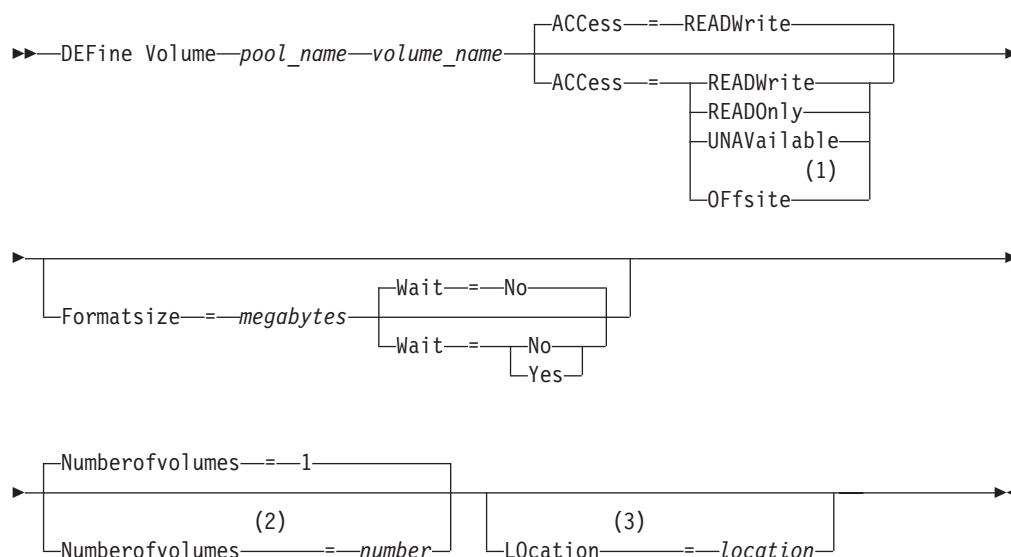 ACCess = READWrite
DEFine Volume pool_name volume_name
ACCess = READWrite
READOnly
UNAVailable
(1)
OFfsite
Wait = No
Formatsize = megabytes
Wait = No
Yes
Numberofvolumes = 1
(2) (3)
Numberofvolumes = number LOcation = location